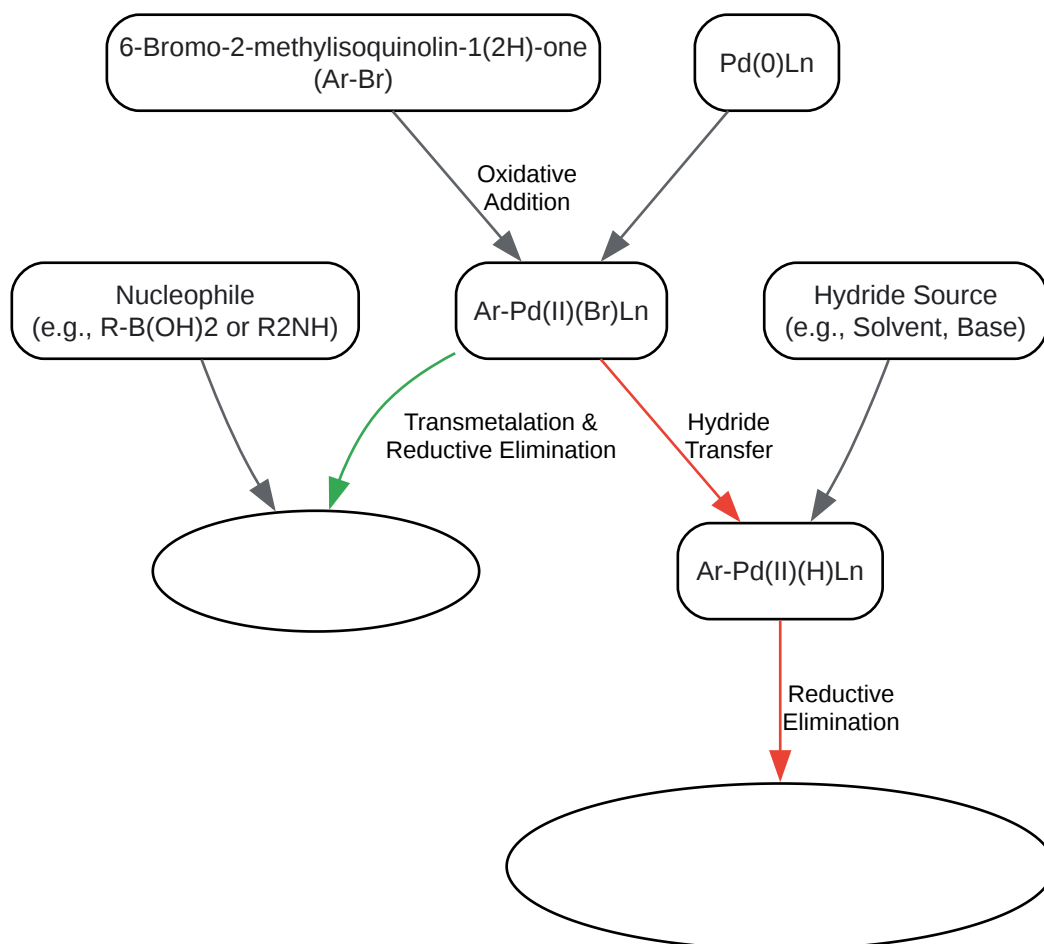 6-Bromo-2-methylisoquinolin-1(2H)-one
(Ar-Br)
Pd(0)Ln
Oxidative
Addition
Nucleophile
(e.g., R-B(OH)2 or R2NH)
Ar-Pd(II)(Br)Ln
Hydride Source
(e.g., Solvent, Base)
Transmetalation &
Reductive Elimination
Hydride
Transfer
Ar-Pd(II)(H)Ln
Reductive
Elimination